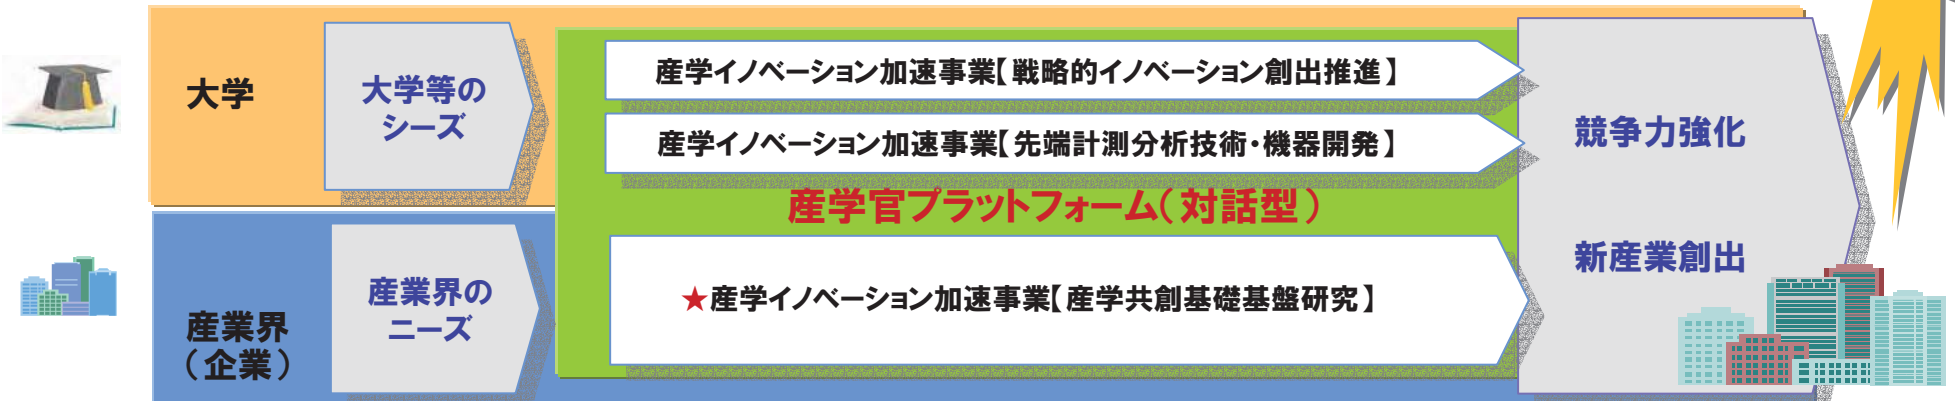 大学
大学等の
シーズ
産学イノベーション加速事業【戦略的イノベーション創出推進】
産学イノベーション加速事業【先端計測分析技術・機器開発】
産学官プラットフォーム(対話型)
産業界
(企業)
産業界の
ニーズ
★産学イノベーション加速事業【産学共創基礎基盤研究】
競争力強化
新産業創出